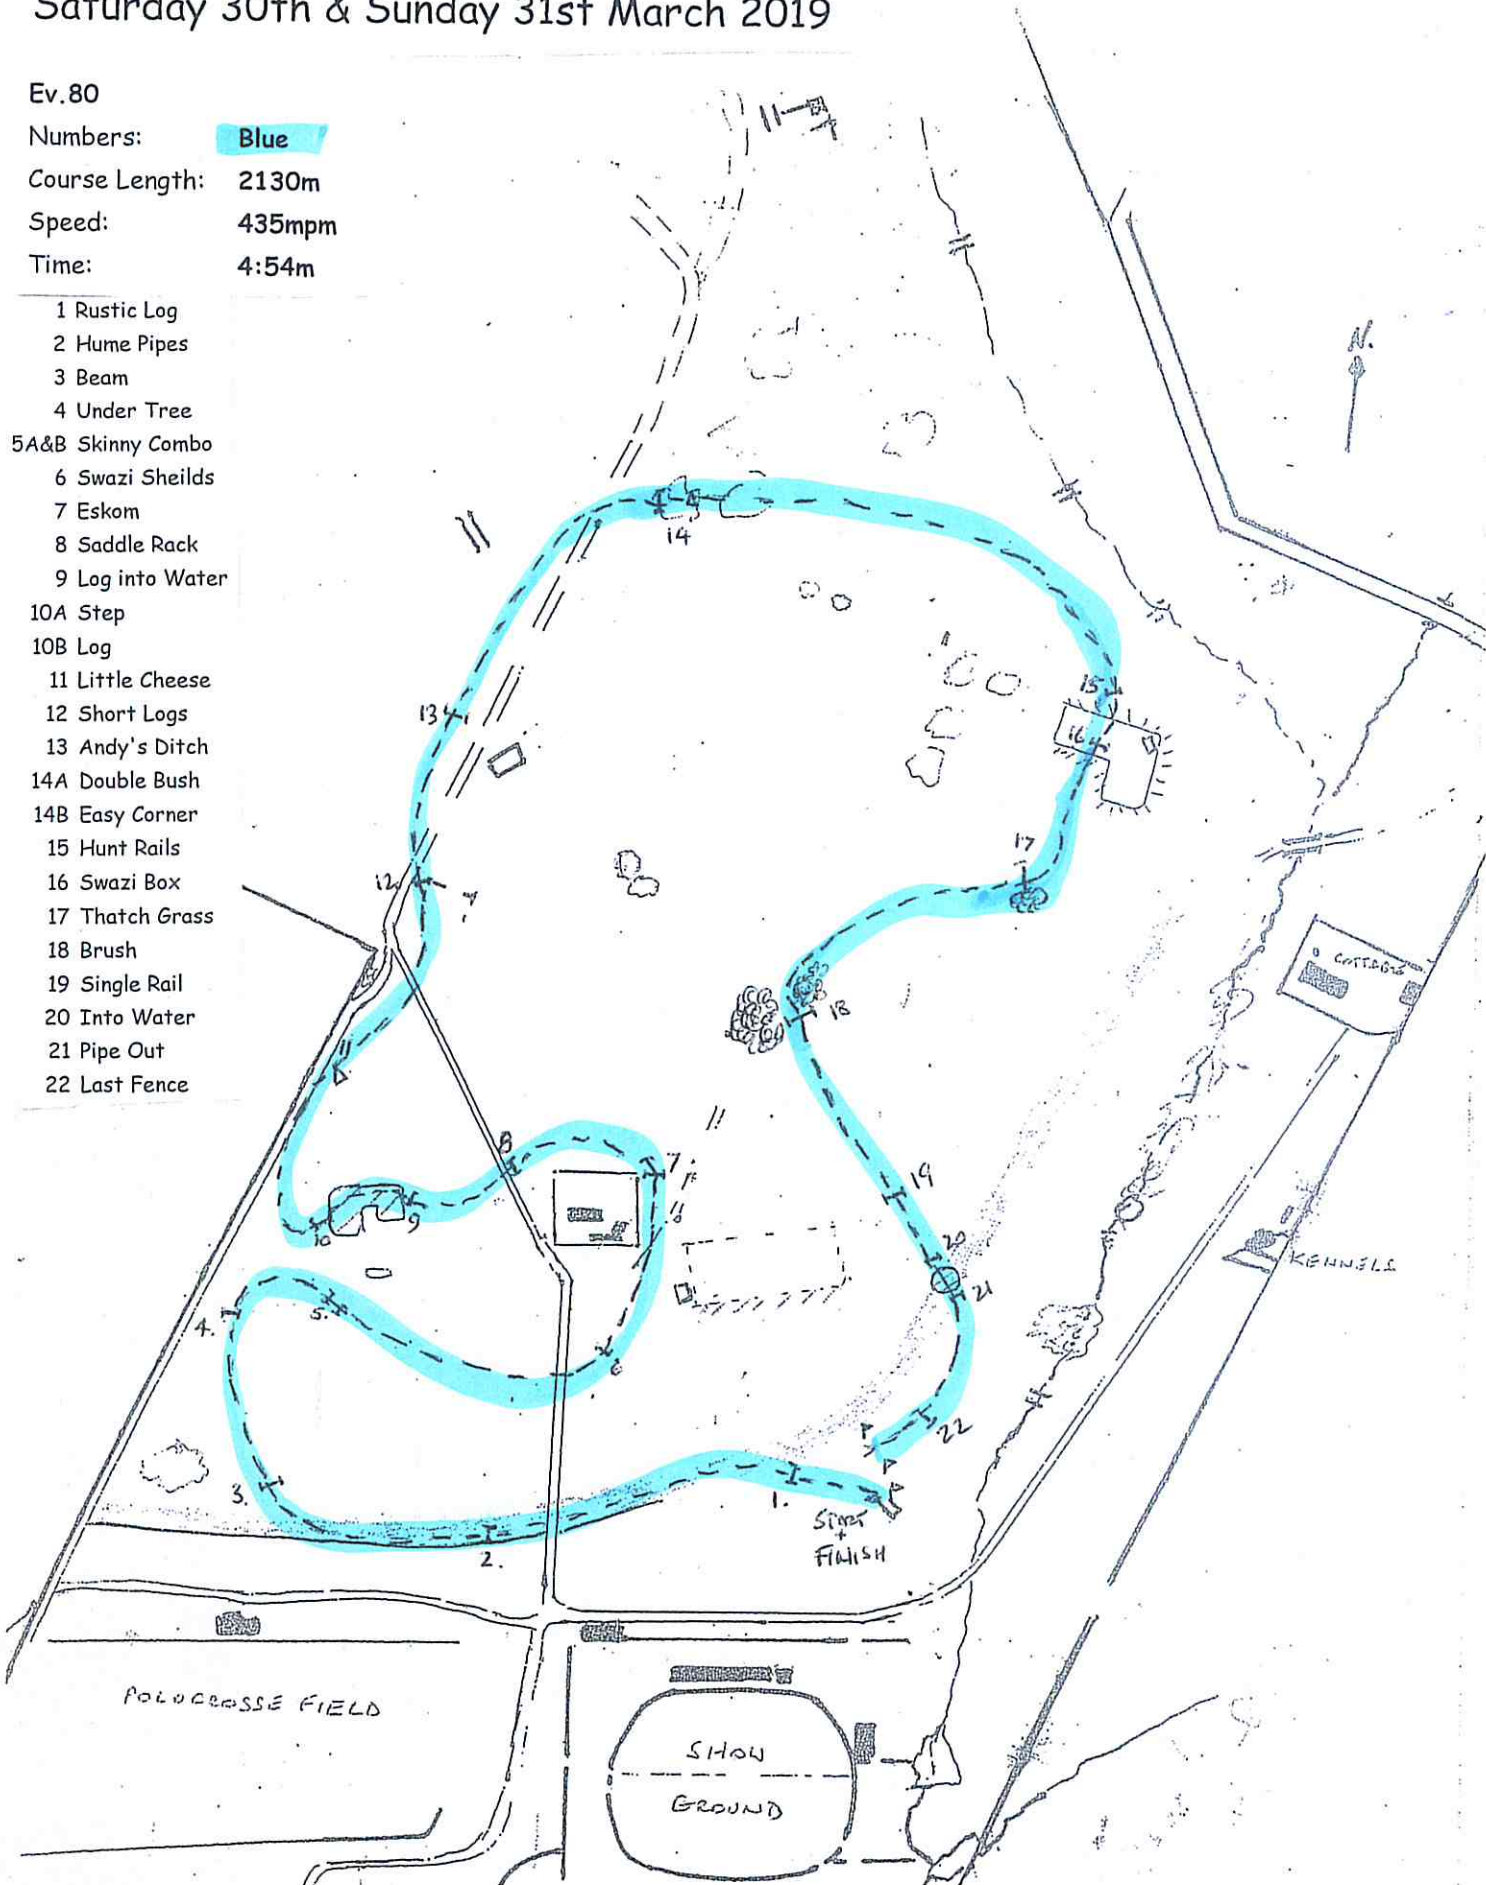 Saturday 30th & Sunday 31st March 2019
Ev.80
Numbers: Blue
Course Length: 2130m
Speed: 435mpm
Time: 4:54m
1 Rustic Log
2 Hume Pipes
3 Beam
4 Under Tree
5A&B Skinny Combo
6 Swazi Sheilds
7 Eskom
8 Saddle Rack
9 Log into Water
10A Step
10B Log
11 Little Cheese
12 Short Logs
13 Andy's Ditch
14A Double Bush
14B Easy Corner
15 Hunt Rails
16 Swazi Box
17 Thatch Grass
18 Brush
19 Single Rail
20 Into Water
21 Pipe Out
22 Last Fence
N.
14
15
13
16
17
12
COTTAGES
18
11
8
7
19
9
10
20
KENNELS
21
4.
5.
6
22
3.
1.
START
+
FINISH
2.
POLOCROSSE FIELD
SHOW
GROUND